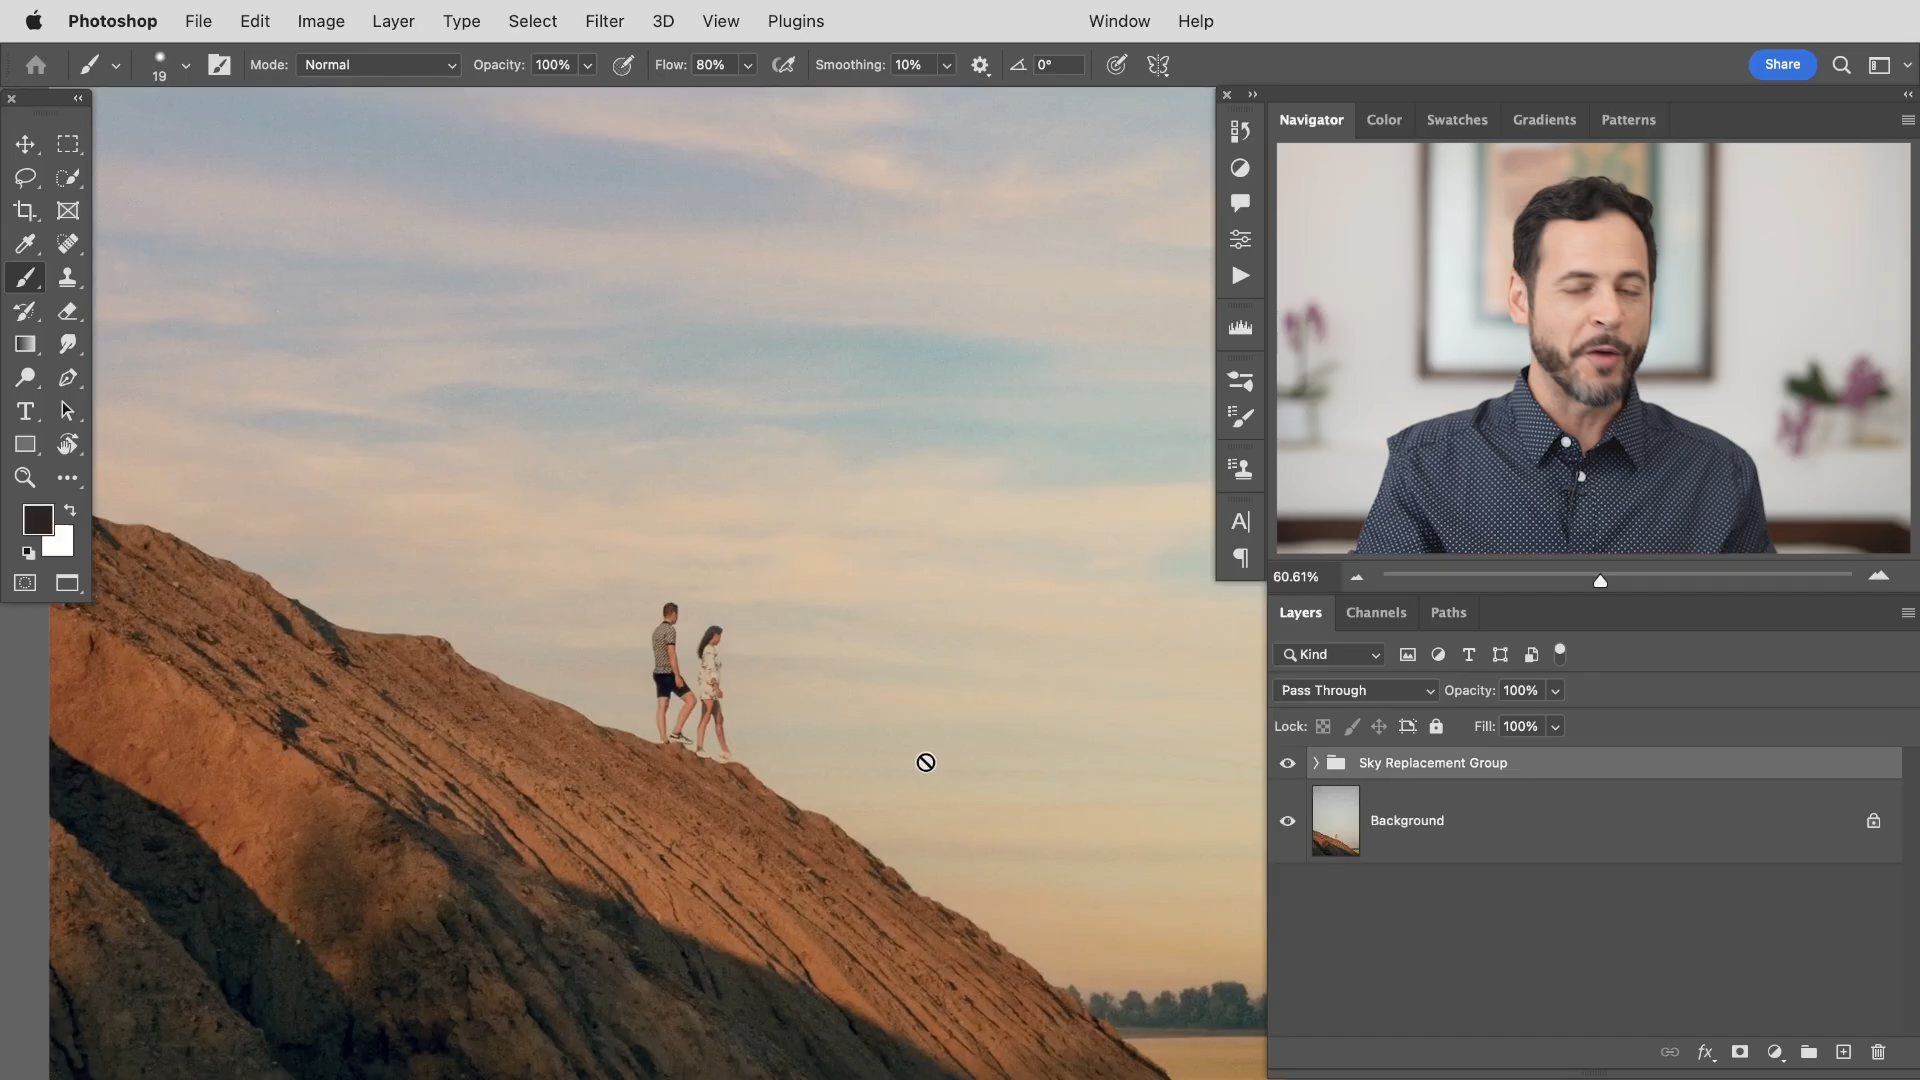 Photoshop File Edit Image Layer Type Select Filter 3D View Plugins Window Help
19 Mode: Normal Opacity: 100% Flow: 80% Smoothing: 10% 0° Share
Navigator Color Swatches Gradients Patterns
60.61%
Layers Channels Paths
Kind
Pass Through Opacity: 100%
Lock: Fill: 100%
Sky Replacement Group
Background
fx